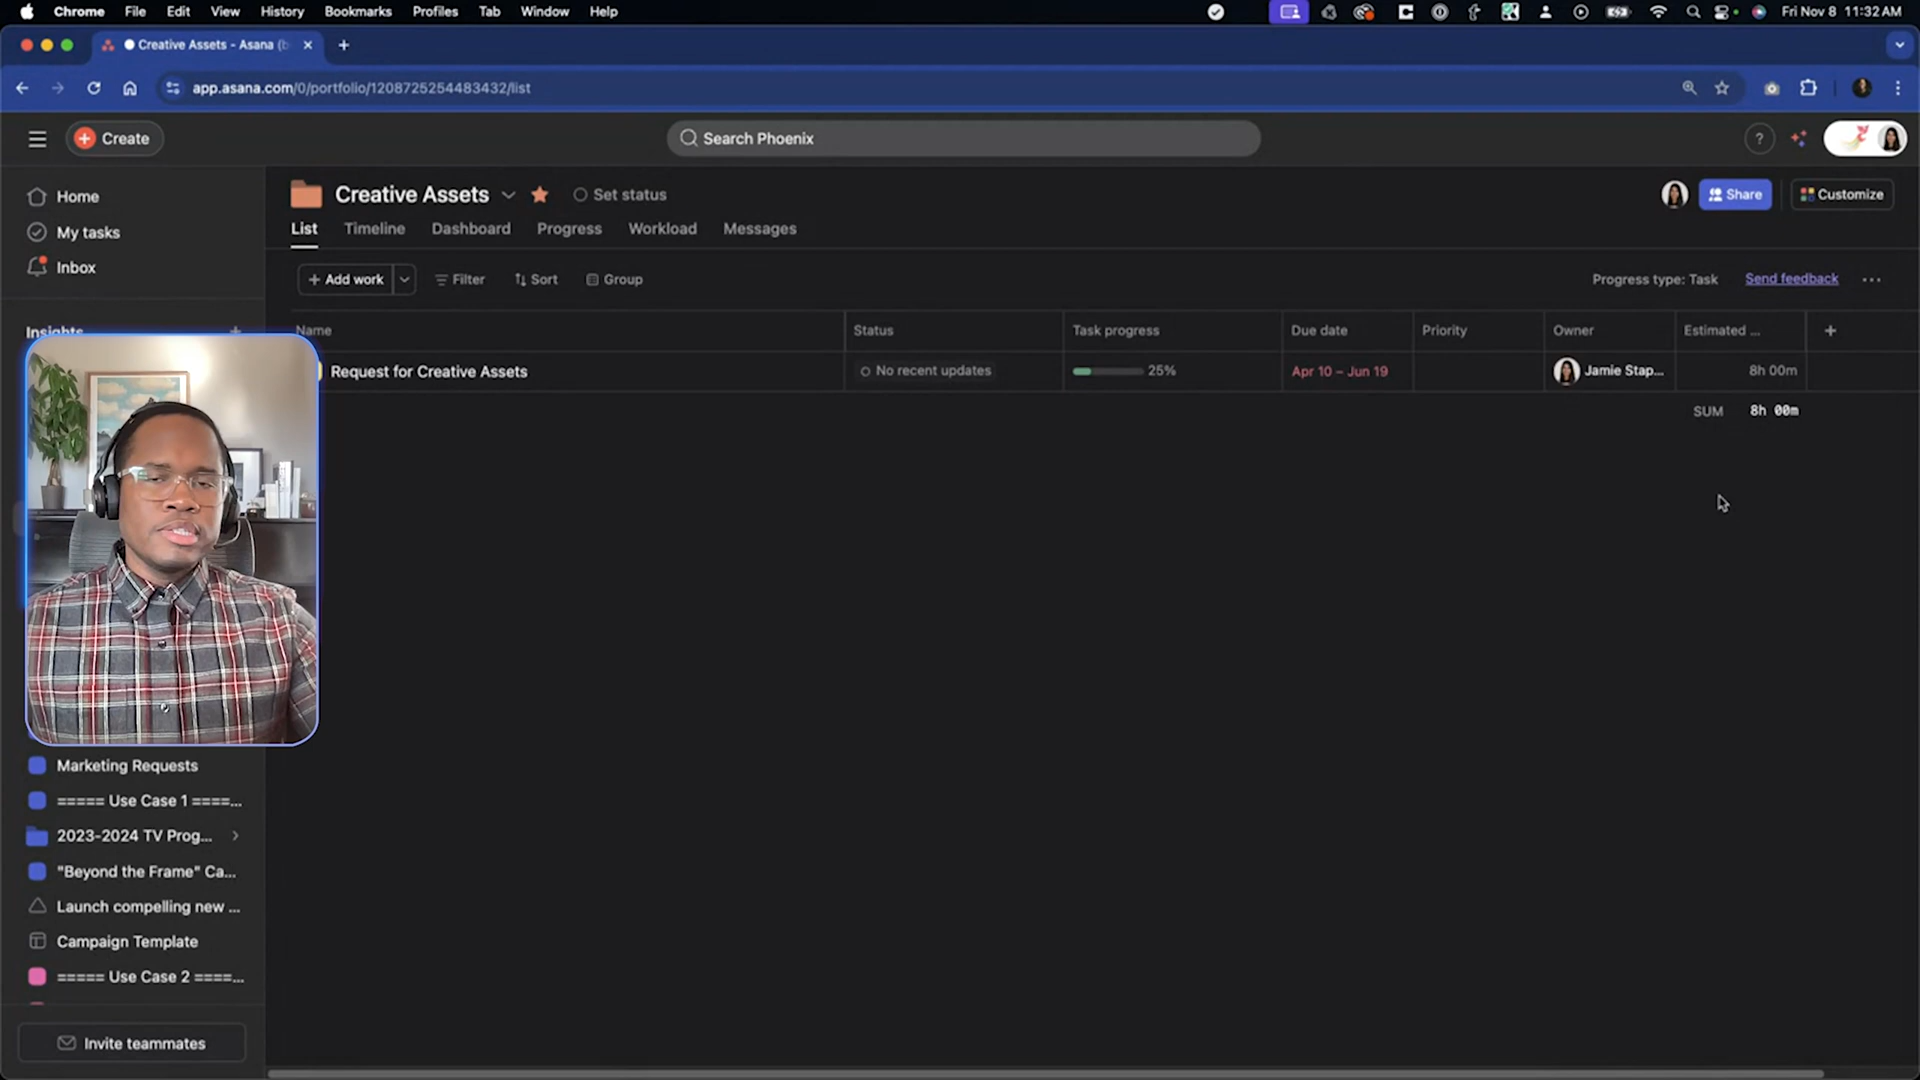 Chrome File Edit View History Bookmarks Profiles Tab Window Help Fri Nov 8 11:32 AM
Creative Assets - Asana
app.asana.com/0/portfolio/1208725254483432/list
Create
Search Phoenix
?
Home
My tasks
Inbox
Insights
Creative Assets
Set status
Share
Customize
List Timeline Dashboard Progress Workload Messages
+ Add work
Filter
Sort
Group
Progress type: Task
Send feedback
Name Status Task progress Due date Priority Owner Estimated ...
Request for Creative Assets No recent updates 25% Apr 10 – Jun 19 Jamie Stap... 8h 00m
SUM 8h 00m
Marketing Requests
===== Use Case 1 ====...
2023-2024 TV Prog...
"Beyond the Frame" Ca...
Launch compelling new ...
Campaign Template
===== Use Case 2 ====...
Invite teammates